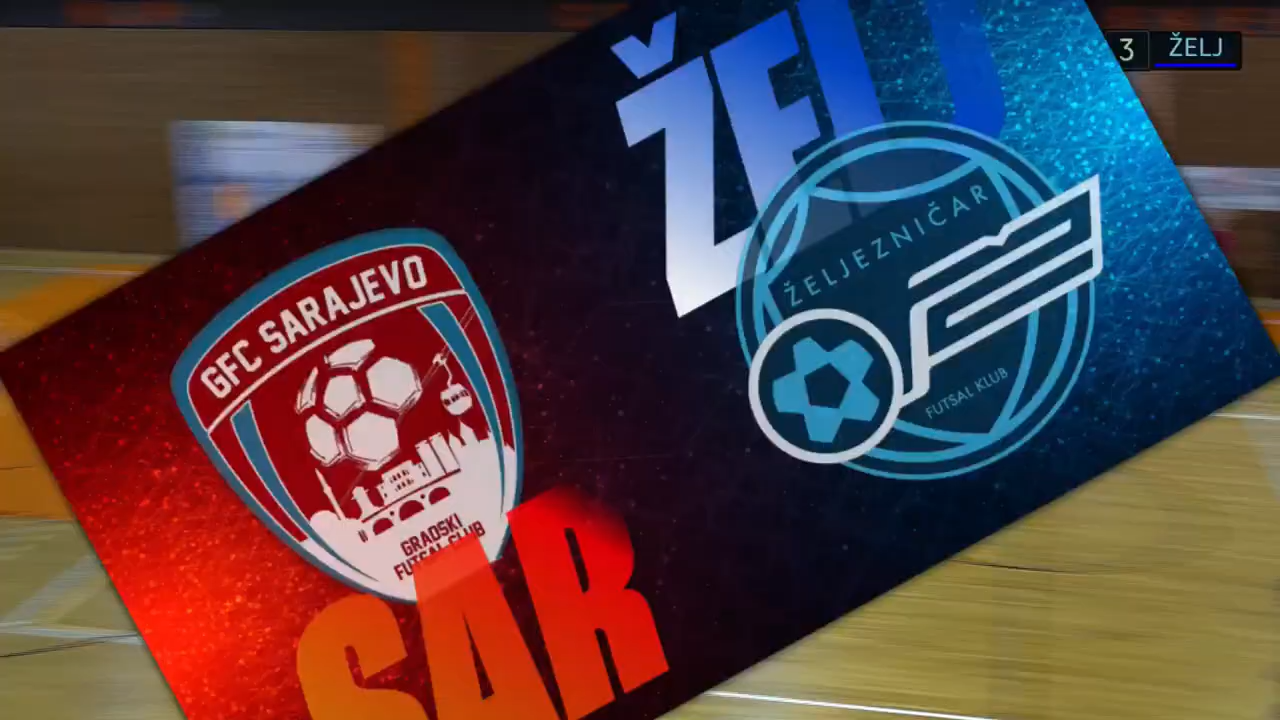 3 ŽELJ
ŽELJ
ŽELJEZNIČAR
FUTSAL KLUB
GFC SARAJEVO
GRADSKI
FUTSAL CLUB
SAR